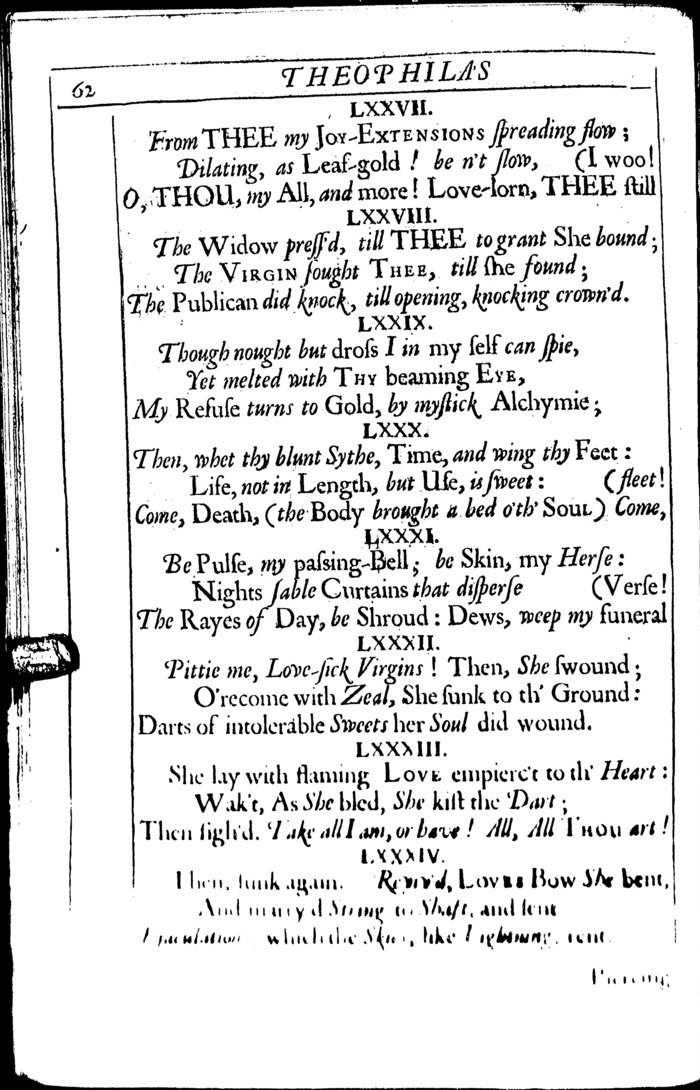 62
THEOPHILA'S
LXXVII.
From THEE my JOY-EXTENSIONS ſpreading flow;
Dilating, as Leaf-gold! be n't ſlow, (I woo!
O, THOU, my All, and more! Love-lorn, THEE ſtill
LXXVIII.
The Widow preſſ'd, till THEE to grant She bound;
The VIRGIN ſought THEE, till ſhe found;
The Publican did knock, till opening, knocking crown'd.
LXXIX.
Though nought but droſs I in my ſelf can ſpie,
Yet melted with THY beaming EYE,
My Refuſe turns to Gold, by myſtick Alchymie;
LXXX.
Then, whet thy blunt Sythe, Time, and wing thy Feet:
Life, not in Length, but Uſe, is ſweet: (fleet!
Come, Death, (the Body brought a bed o'th' SOUL) Come,
LXXXI.
Be Pulſe, my paſsing-Bell; be Skin, my Herſe:
Nights ſable Curtains that diſperſe (Verſe!
The Rayes of Day, be Shroud: Dews, weep my funeral
LXXXII.
Pittie me, Love-ſick Virgins! Then, She ſwound;
O'recome with Zeal, She ſunk to th' Ground:
Darts of intolerable Sweets her Soul did wound.
LXXXIII.
She lay with flaming LOVE empierc't to th' Heart:
Wak't, As She bled, She kiſt the Dart;
Then ſigh'd. Take all I am, or have! All, All THOU art!
LXXXIV.
Then, ſunk again. Reviv'd, LOVES Bow She bent,
And marry'd String to Shaft, and ſent
Ejaculations which the Skies, like Lightning, rent.
Piercing